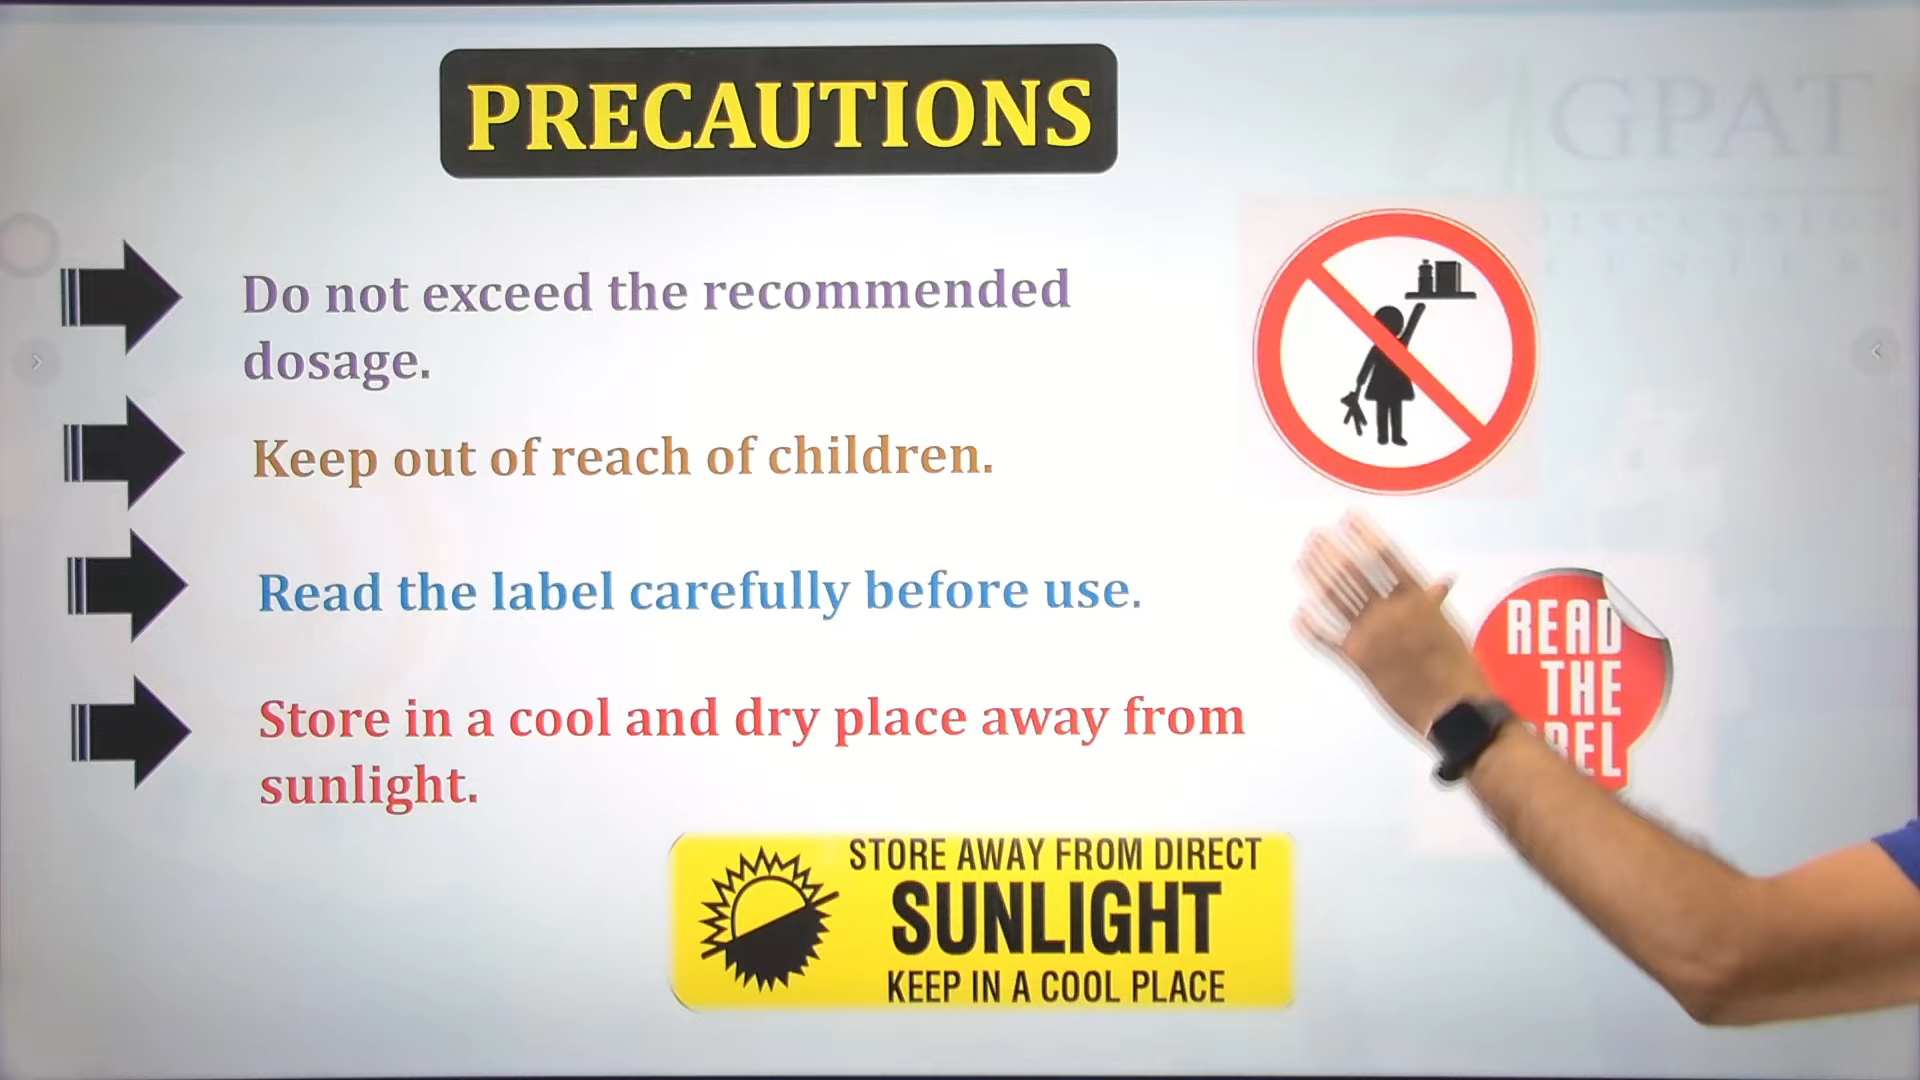 PRECAUTIONS
GPAT
Do not exceed the recommended
dosage.
Keep out of reach of children.
Read the label carefully before use.
READ
THE
Store in a cool and dry place away from
sunlight.
STORE AWAY FROM DIRECT
SUNLIGHT
KEEP IN A COOL PLACE